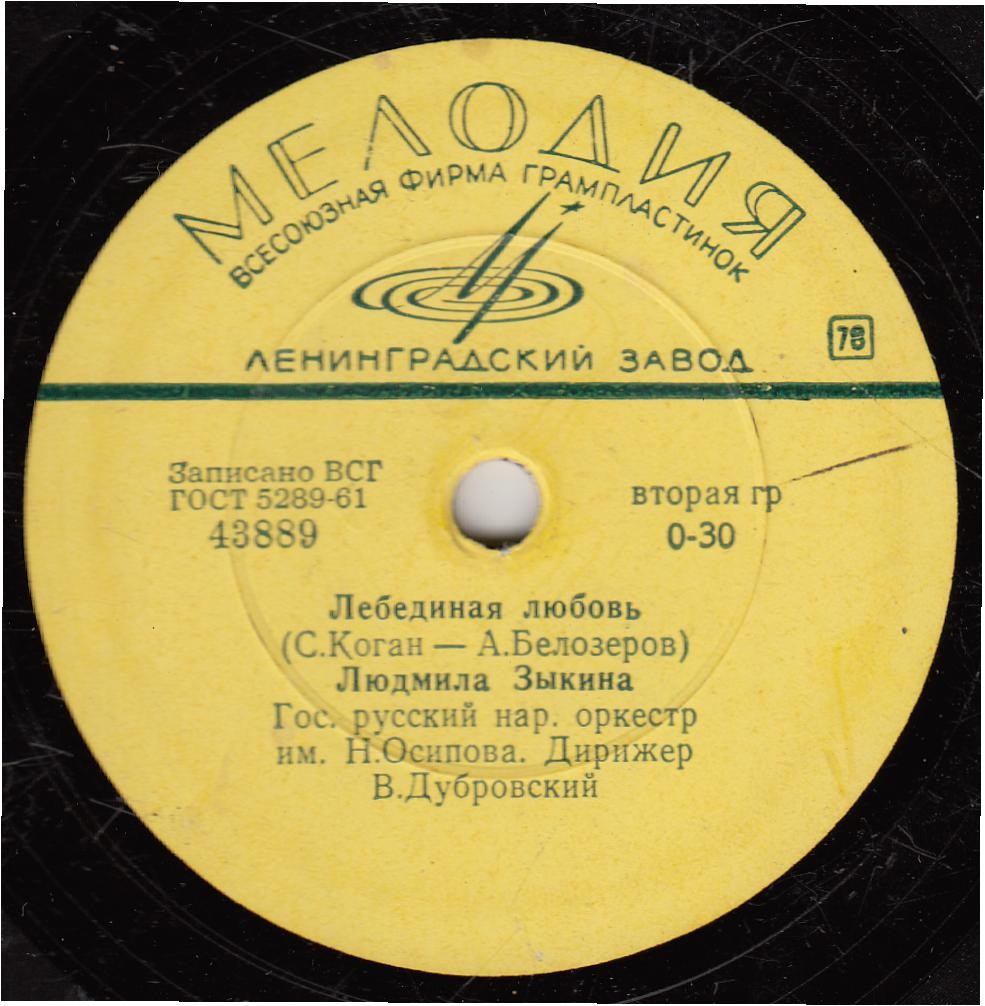 МЕЛОДИЯ
ВСЕСОЮЗНАЯ ФИРМА ГРАМПЛАСТИНОК
ЛЕНИНГРАДСКИЙ ЗАВОД
78
Записано ВСГ
ГОСТ 5289-61
43889
вторая гр
0-30
Лебединая любовь
(С.Коган — А.Белозеров)
Людмила Зыкина
Гос. русский нар. оркестр
им. Н.Осипова. Дирижер
В.Дубровский